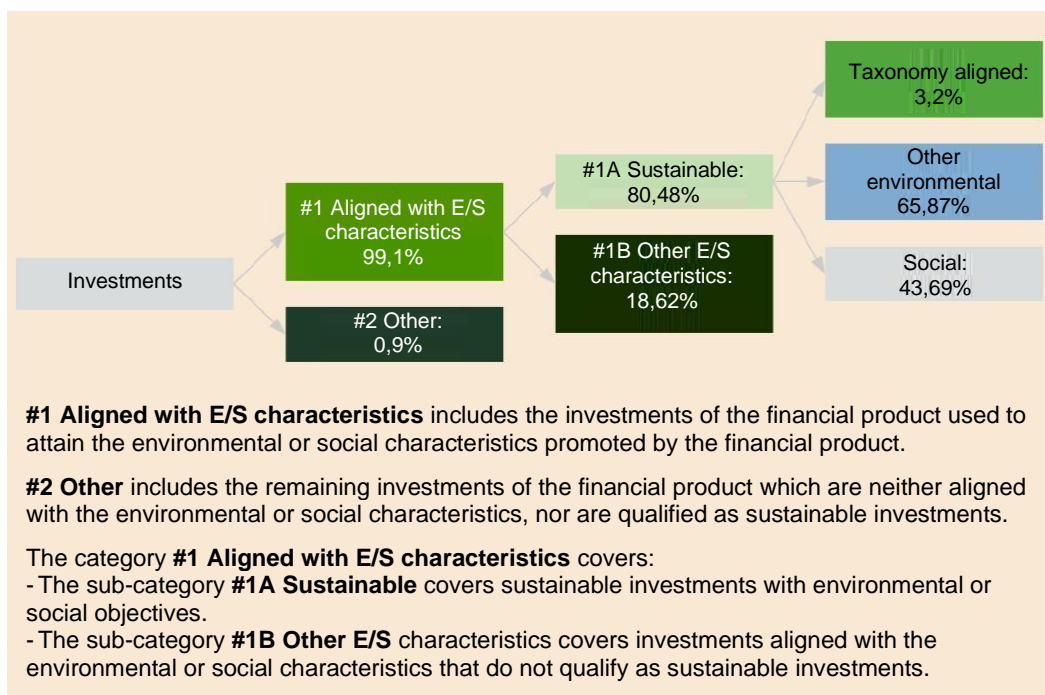 Taxonomy aligned:
3,2%
Other
environmental
65,87%
#1A Sustainable:
80,48%
#1 Aligned with E/S
characteristics
99,1%
#1B Other E/S
characteristics:
18,62%
Social:
43,69%
Investments
#2 Other:
0,9%
#1 Aligned with E/S characteristics includes the investments of the financial product used to
attain the environmental or social characteristics promoted by the financial product.
#2 Other includes the remaining investments of the financial product which are neither aligned
with the environmental or social characteristics, nor are qualified as sustainable investments.
The category #1 Aligned with E/S characteristics covers:
- The sub-category #1A Sustainable covers sustainable investments with environmental or
social objectives.
- The sub-category #1B Other E/S characteristics covers investments aligned with the
environmental or social characteristics that do not qualify as sustainable investments.